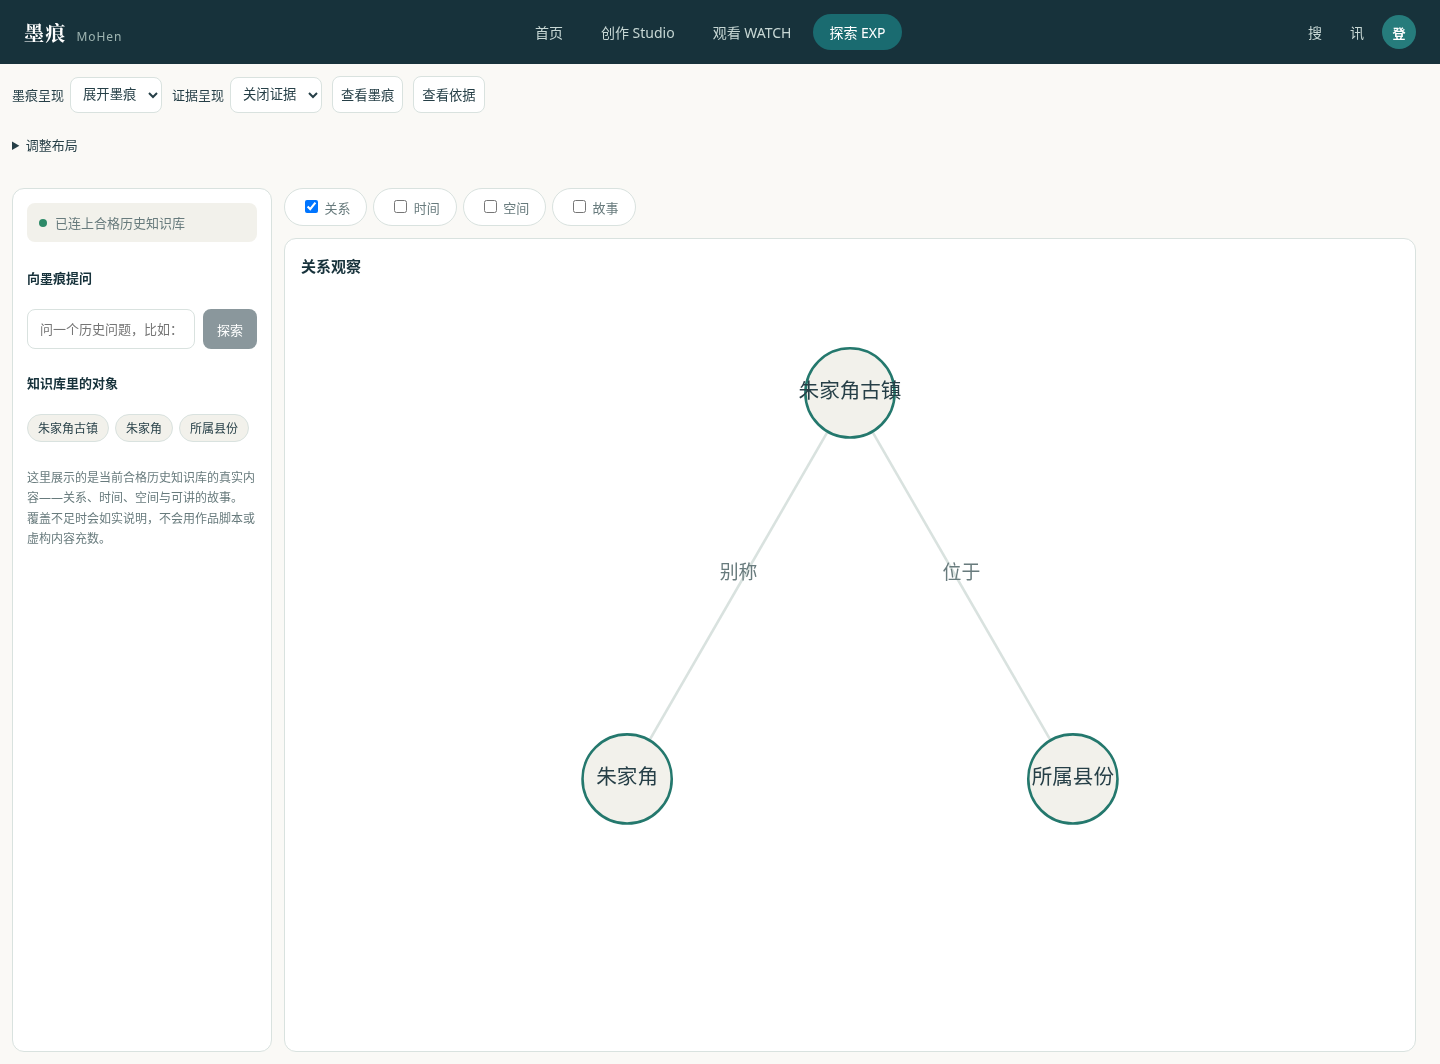 墨痕 MoHen 首页 创作 Studio 观看 WATCH 探索 EXP 搜 讯 登
墨痕呈现 展开墨痕 证据呈现 关闭证据 查看墨痕 查看依据
调整布局
已连上合格历史知识库
向墨痕提问
问一个历史问题，比如： 探索
知识库里的对象
朱家角古镇 朱家角 所属县份
这里展示的是当前合格历史知识库的真实内
容——关系、时间、空间与可讲的故事。
覆盖不足时会如实说明，不会用作品脚本或
虚构内容充数。
关系 时间 空间 故事
关系观察
朱家角古镇
别称 位于
朱家角 所属县份